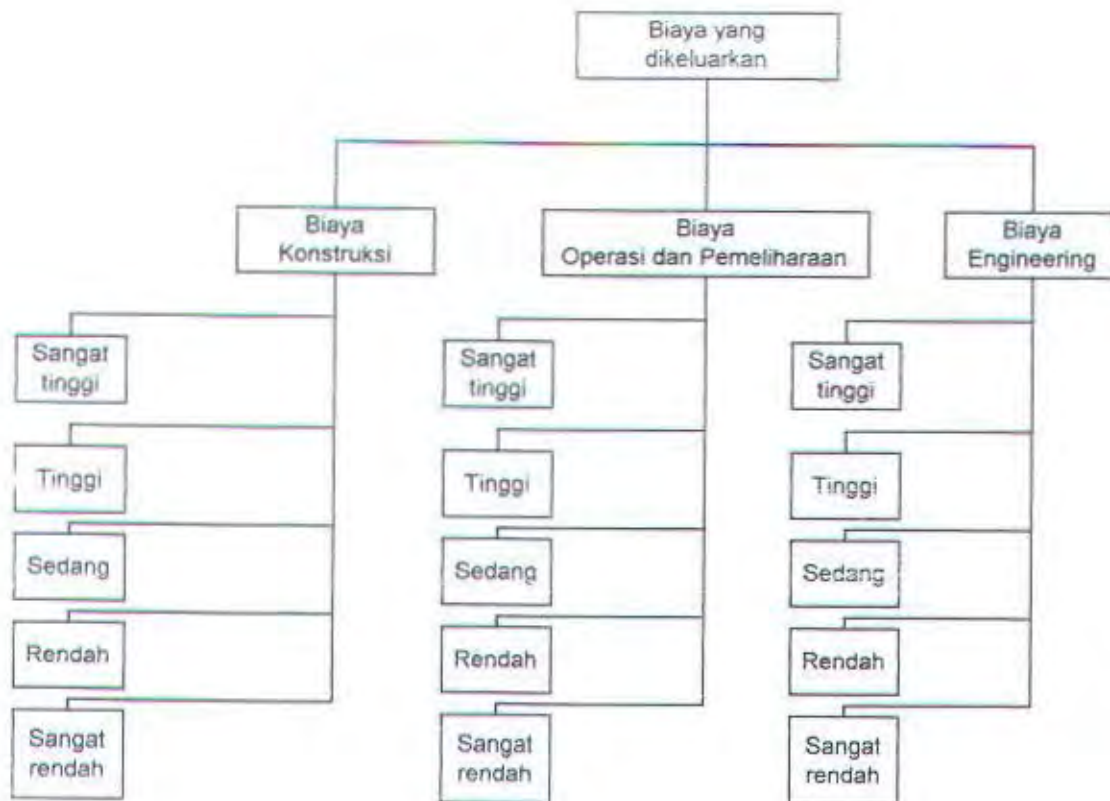 Biaya yang
dikeluarkan
Biaya
Konstruksi
Sangat
tinggi
Tinggi
Sedang
Rendah
Sangat
rendah
Biaya
Operasi dan Pemeliharaan
Sangat
tinggi
Tinggi
Sedang
Rendah
Sangat
rendah
Biaya
Engineering
Sangat
tinggi
Tinggi
Sedang
Rendah
Sangat
rendah